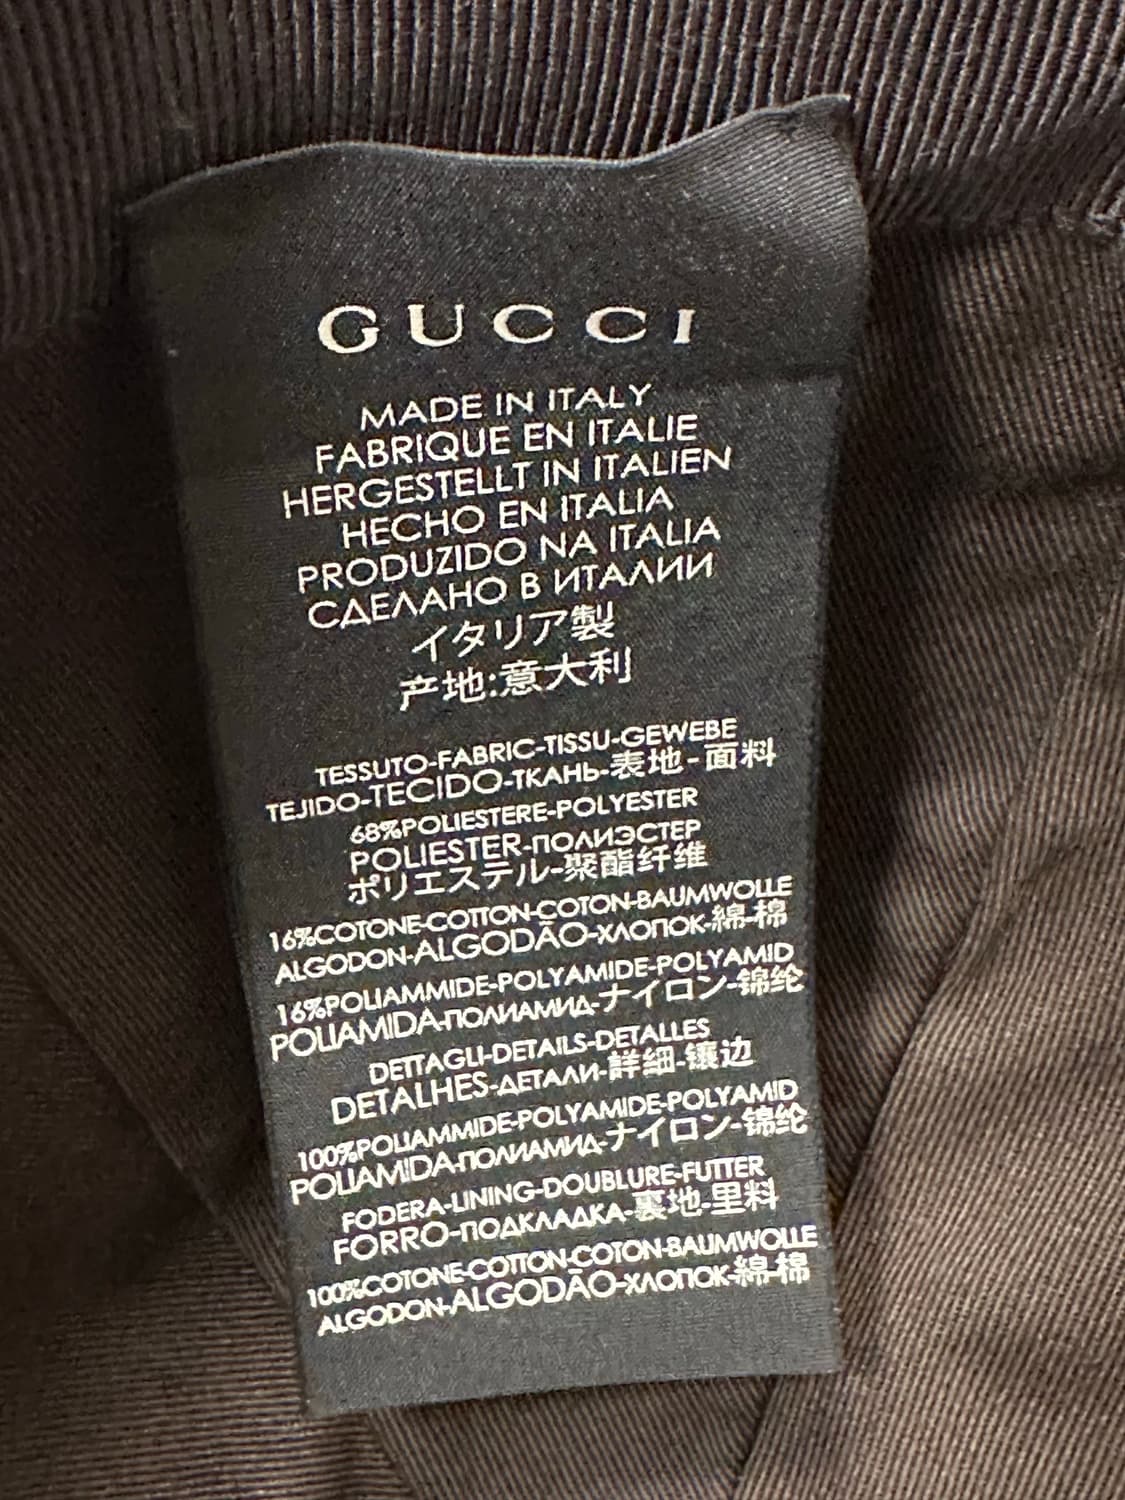 GUCCI
MADE IN ITALY
FABRIQUE EN ITALIE
HERGESTELLT IN ITALIEN
HECHO EN ITALIA
PRODUZIDO NA ITALIA
СДЕЛАНО В ИТАЛИИ
イタリア製
产地:意大利
TESSUTO-FABRIC-TISSU-GEWEBE
TEJIDO-TECIDO-ТКАНЬ-表地-面料
68%POLIESTERE-POLYESTER
POLIESTER-ПОЛИЭСТЕР
ポリエステル-聚酯纤维
16%COTONE-COTTON-COTON-BAUMWOLLE
ALGODON-ALGODÃO-ХЛОПОК-綿-棉
16%POLIAMMIDE-POLYAMIDE-POLYAMID
POLIAMIDA-ПОЛИАМИД-ナイロン-锦纶
DETTAGLI-DETAILS-DETALLES
DETALHES-ДЕТАЛИ-詳細-镶边
100%POLIAMMIDE-POLYAMIDE-POLYAMID
POLIAMIDA-ПОЛИАМИД-ナイロン-锦纶
FODERA-LINING-DOUBLURE-FUTTER
FORRO-ПОДКЛАДКА-裏地-里料
100%COTONE-COTTON-COTON-BAUMWOLLE
ALGODON-ALGODÃO-ХЛОПОК-綿-棉